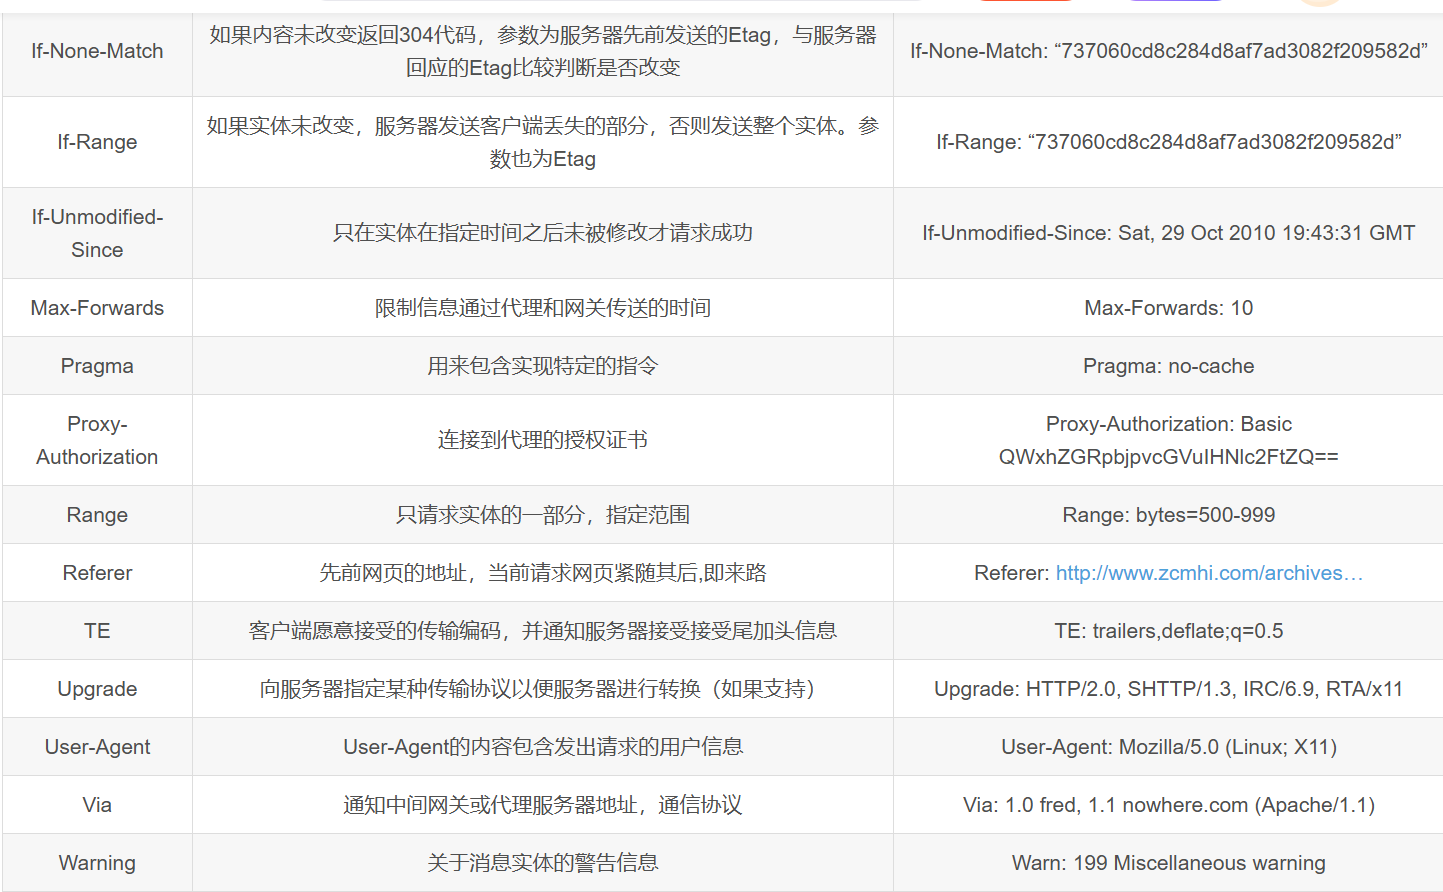 If-None-Match
如果内容未改变返回304代码，参数为服务器先前发送的Etag，与服务器
回应的Etag比较判断是否改变
If-None-Match: “737060cd8c284d8af7ad3082f209582d”
If-Range
如果实体未改变，服务器发送客户端丢失的部分，否则发送整个实体。参
数也为Etag
If-Range: “737060cd8c284d8af7ad3082f209582d”
If-Unmodified-
Since
只在实体在指定时间之后未被修改才请求成功
If-Unmodified-Since: Sat, 29 Oct 2010 19:43:31 GMT
Max-Forwards
限制信息通过代理和网关传送的时间
Max-Forwards: 10
Pragma
用来包含实现特定的指令
Pragma: no-cache
Proxy-
Authorization
连接到代理的授权证书
Proxy-Authorization: Basic
QWxhZGRpbjpvcGVuIHNlc2FtZQ==
Range
只请求实体的一部分，指定范围
Range: bytes=500-999
Referer
先前网页的地址，当前请求网页紧随其后,即来路
Referer: http://www.zcmhi.com/archives…
TE
客户端愿意接受的传输编码，并通知服务器接受接受尾加头信息
TE: trailers,deflate;q=0.5
Upgrade
向服务器指定某种传输协议以便服务器进行转换（如果支持）
Upgrade: HTTP/2.0, SHTTP/1.3, IRC/6.9, RTA/x11
User-Agent
User-Agent的内容包含发出请求的用户信息
User-Agent: Mozilla/5.0 (Linux; X11)
Via
通知中间网关或代理服务器地址，通信协议
Via: 1.0 fred, 1.1 nowhere.com (Apache/1.1)
Warning
关于消息实体的警告信息
Warn: 199 Miscellaneous warning